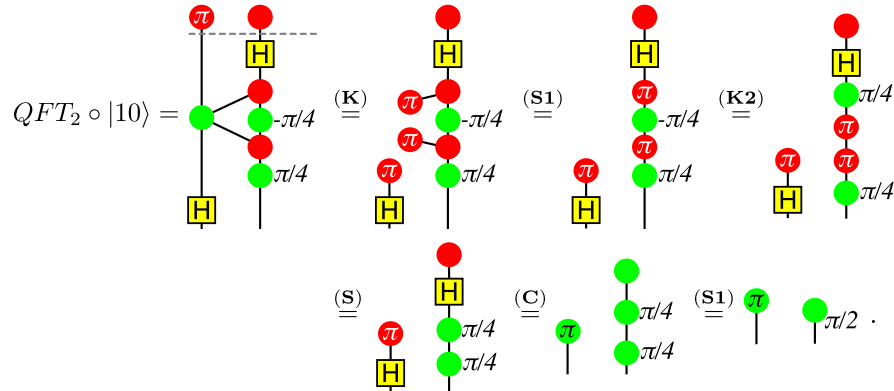 π
H
QFT₂ ∘ |10⟩ = -π/4 (K) = π -π/4 (S1) = π -π/4 (K2) = H π/4
π π
π/4 π π/4 π π/4 π π π/4
H H H H
(S) = H (C) = π π/4 (S1) = π π/2 .
π π/4
H π/4 π/4